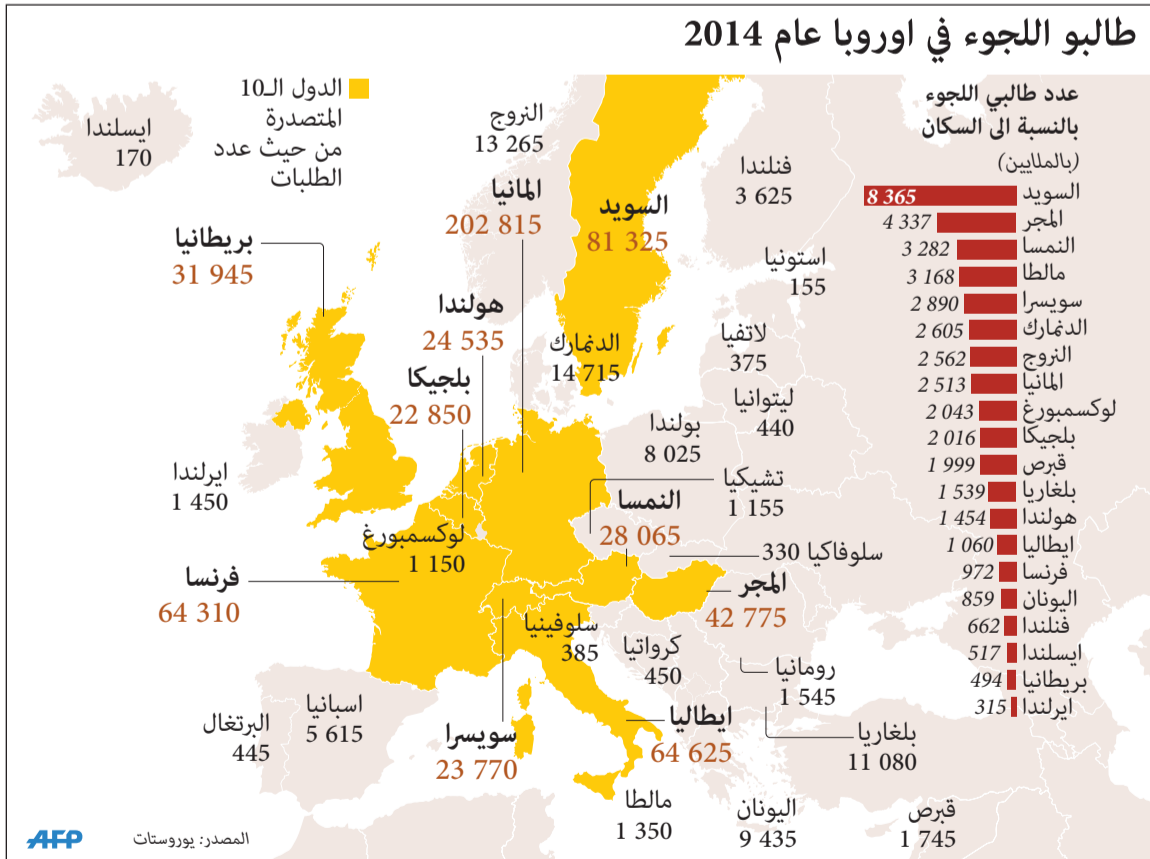 طالبو اللجوء في اوروبا عام 2014
الدول الـ10
المتصدرة
من حيث عدد
الطلبات
ايسلندا
170
النروج
13 265
فنلندا
3 625
المانيا
202 815
السويد
81 325
بريطانيا
31 945
استونيا
155
هولندا
24 535
الدنمارك
14 715
لاتفيا
375
بلجيكا
22 850
ليتوانيا
440
بولندا
8 025
ايرلندا
1 450
تشيكيا
1 155
النمسا
28 065
لوكسمبورغ
1 150
سلوفاكيا 330
فرنسا
64 310
المجر
42 775
سلوفينيا
385
كرواتيا
450
رومانيا
1 545
اسبانيا
5 615
البرتغال
445
سويسرا
23 770
ايطاليا
64 625
بلغاريا
11 080
مالطا
1 350
اليونان
9 435
قبرص
1 745
عدد طالبي اللجوء
بالنسبة الى السكان
(بالملايين)
السويد 8 365
المجر 4 337
النمسا 3 282
مالطا 3 168
سويسرا 2 890
الدنمارك 2 605
النروج 2 562
المانيا 2 513
لوكسمبورغ 2 043
بلجيكا 2 016
قبرص 1 999
بلغاريا 1 539
هولندا 1 454
ايطاليا 1 060
فرنسا 972
اليونان 859
فنلندا 662
ايسلندا 517
بريطانيا 494
ايرلندا 315
المصدر: يوروستات
AFP